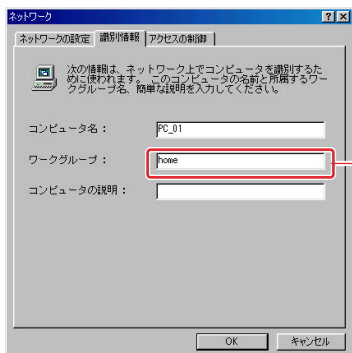 ネットワーク
ネットワークの設定 識別情報 アクセスの制御
次の情報は、ネットワーク上でコンピュータを識別するた
めに使われます。このコンピュータの名前と所属するワー
クグループ名、簡単な説明を入力してください。
コンピュータ名： PC_01
ワークグループ： home
コンピュータの説明：
OK キャンセル